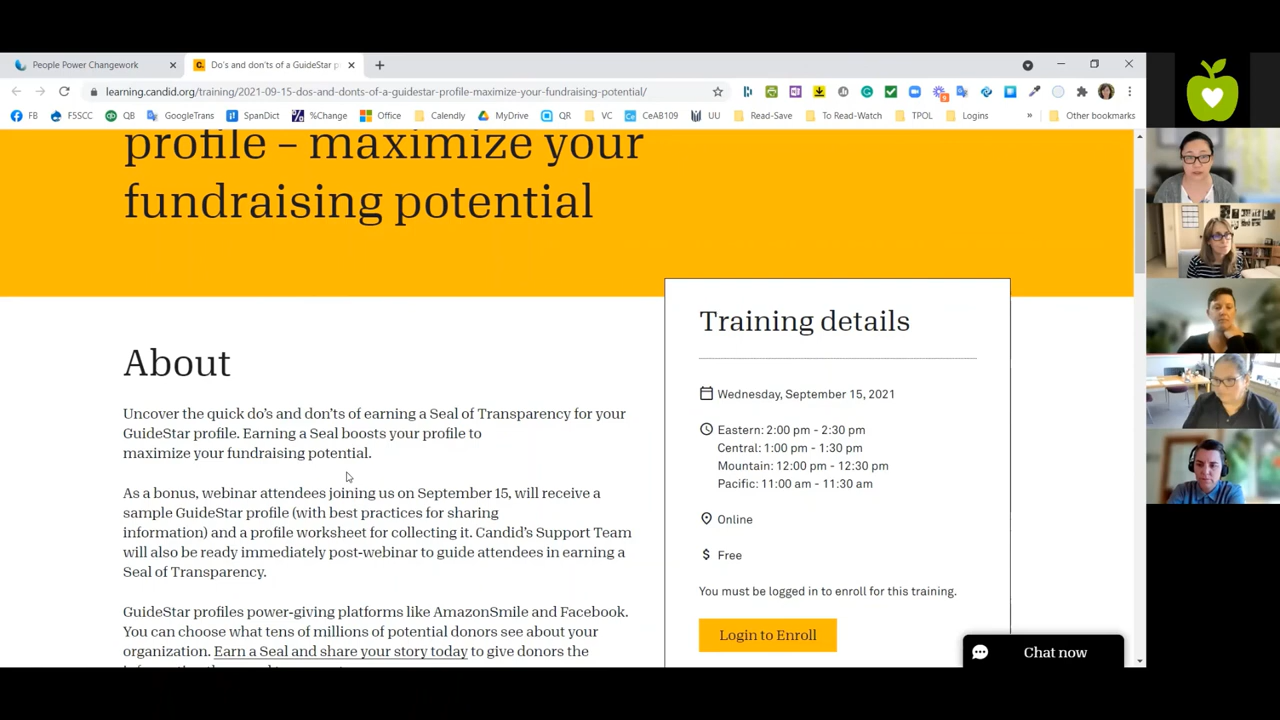 People Power Changework
Do's and don'ts of a GuideStar p
learning.candid.org/training/2021-09-15-dos-and-donts-of-a-guidestar-profile-maximize-your-fundraising-potential/
FB
FSSCC
QB
GoogleTrans
SpanDict
%Change
Office
Calendly
MyDrive
QR
VC
CeAB109
UU
Read-Save
To Read-Watch
TPOL
Logins
Other bookmarks
profile – maximize your
fundraising potential
About
Uncover the quick do's and don'ts of earning a Seal of Transparency for your
GuideStar profile. Earning a Seal boosts your profile to
maximize your fundraising potential.
As a bonus, webinar attendees joining us on September 15, will receive a
sample GuideStar profile (with best practices for sharing
information) and a profile worksheet for collecting it. Candid's Support Team
will also be ready immediately post-webinar to guide attendees in earning a
Seal of Transparency.
GuideStar profiles power-giving platforms like AmazonSmile and Facebook.
You can choose what tens of millions of potential donors see about your
organization. Earn a Seal and share your story today to give donors the
Training details
Wednesday, September 15, 2021
Eastern: 2:00 pm - 2:30 pm
Central: 1:00 pm - 1:30 pm
Mountain: 12:00 pm - 12:30 pm
Pacific: 11:00 am - 11:30 am
Online
Free
You must be logged in to enroll for this training.
Login to Enroll
Chat now